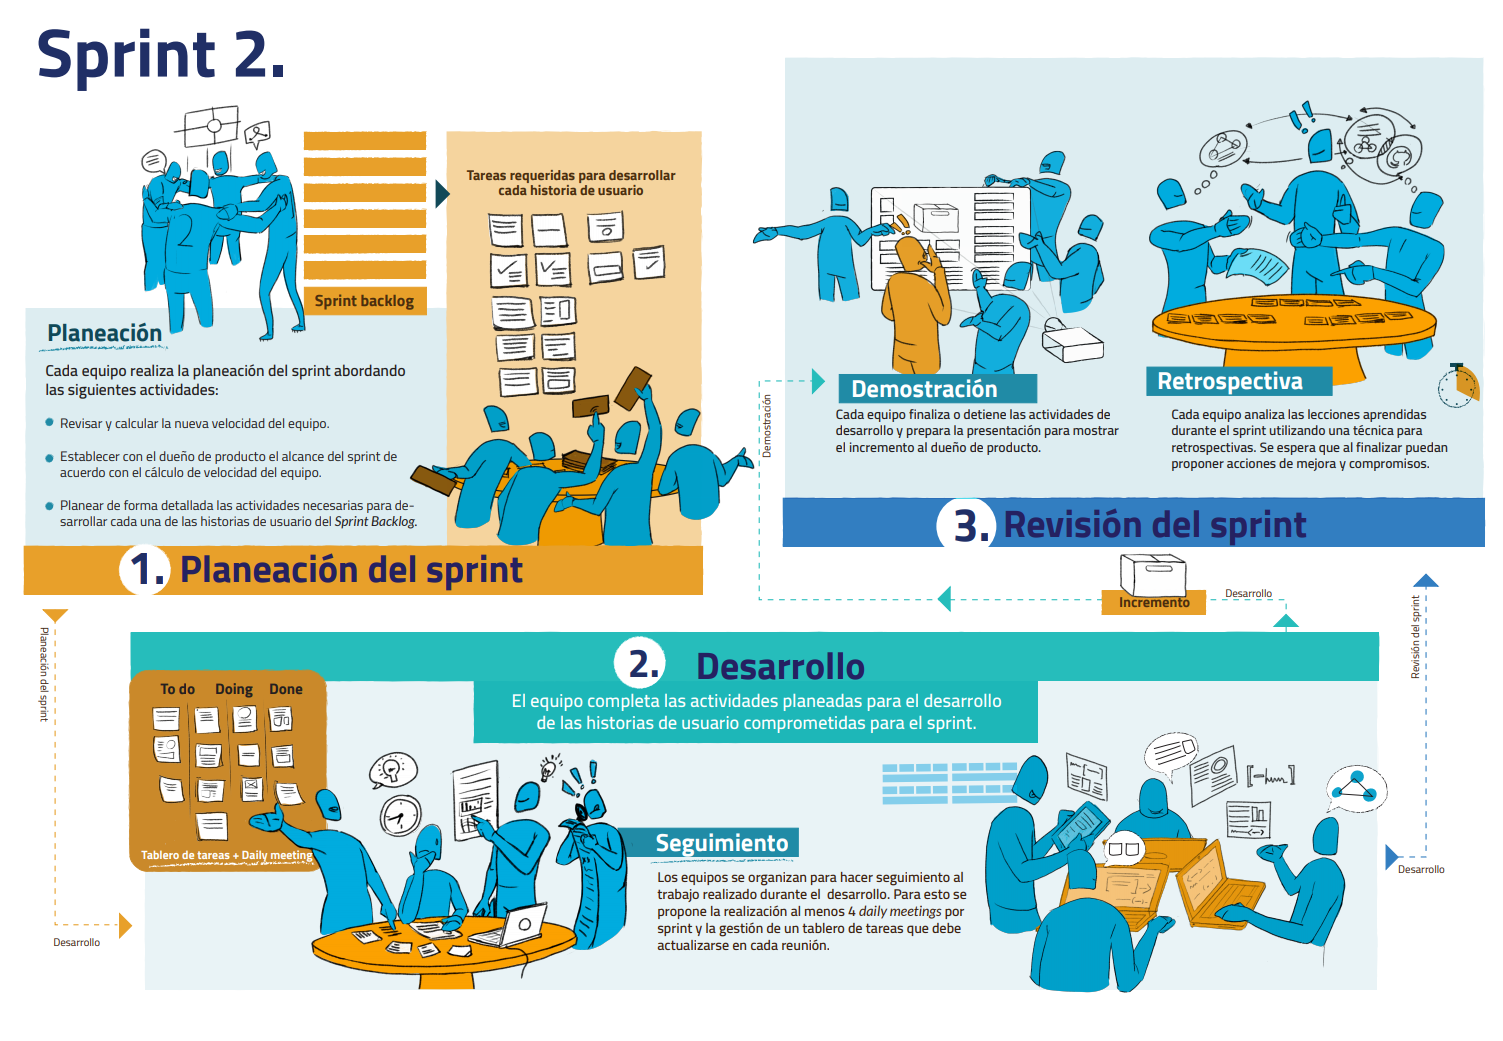 Sprint 2.
2
Sprint backlog
Tareas requeridas para desarrollar
cada historia de usuario
Planeación
Cada equipo realiza la planeación del sprint abordando
las siguientes actividades:
Revisar y calcular la nueva velocidad del equipo.
Establecer con el dueño de producto el alcance del sprint de
acuerdo con el cálculo de velocidad del equipo.
Planear de forma detallada las actividades necesarias para de-
sarrollar cada una de las historias de usuario del Sprint Backlog.
1. Planeación del sprint
Planeación del sprint
Desarrollo
2. Desarrollo
El equipo completa las actividades planeadas para el desarrollo
de las historias de usuario comprometidas para el sprint.
To do Doing Done
Tablero de tareas + Daily meeting
Seguimiento
Los equipos se organizan para hacer seguimiento al
trabajo realizado durante el desarrollo. Para esto se
propone la realización al menos 4 daily meetings por
sprint y la gestión de un tablero de tareas que debe
actualizarse en cada reunión.
Desarrollo
Incremento
Demostración
Desarrollo
Revisión del sprint
Demostración
Cada equipo finaliza o detiene las actividades de
desarrollo y prepara la presentación para mostrar
el incremento al dueño de producto.
Retrospectiva
Cada equipo analiza las lecciones aprendidas
durante el sprint utilizando una técnica para
retrospectivas. Se espera que al finalizar puedan
proponer acciones de mejora y compromisos.
3. Revisión del sprint